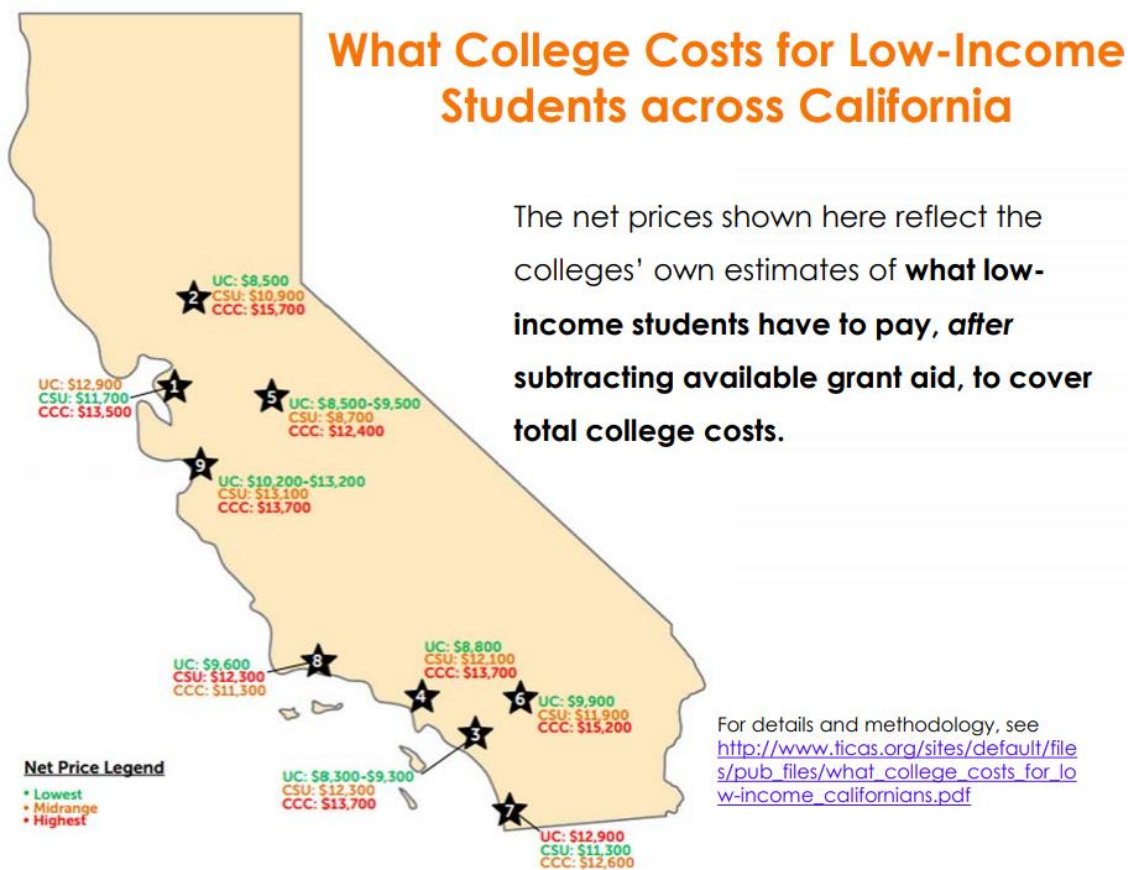 What College Costs for Low-Income
Students across California
The net prices shown here reflect the
colleges' own estimates of what low-
income students have to pay, after
subtracting available grant aid, to cover
total college costs.
2
UC: $8,500
CSU: $10,900
CCC: $15,700
1
UC: $12,900
CSU: $11,700
CCC: $13,500
5
UC: $8,500-$9,500
CSU: $8,700
CCC: $12,400
9
UC: $10,200-$13,200
CSU: $13,100
CCC: $13,700
8
UC: $9,600
CSU: $12,300
CCC: $11,300
4
UC: $8,800
CSU: $12,100
CCC: $13,700
6
UC: $9,900
CSU: $11,900
CCC: $15,200
3
UC: $8,300-$9,300
CSU: $12,300
CCC: $13,700
7
UC: $12,900
CSU: $11,300
CCC: $12,600
Net Price Legend
• Lowest
• Midrange
• Highest
For details and methodology, see
http://www.ticas.org/sites/default/file
s/pub_files/what_college_costs_for_lo
w-income_californians.pdf